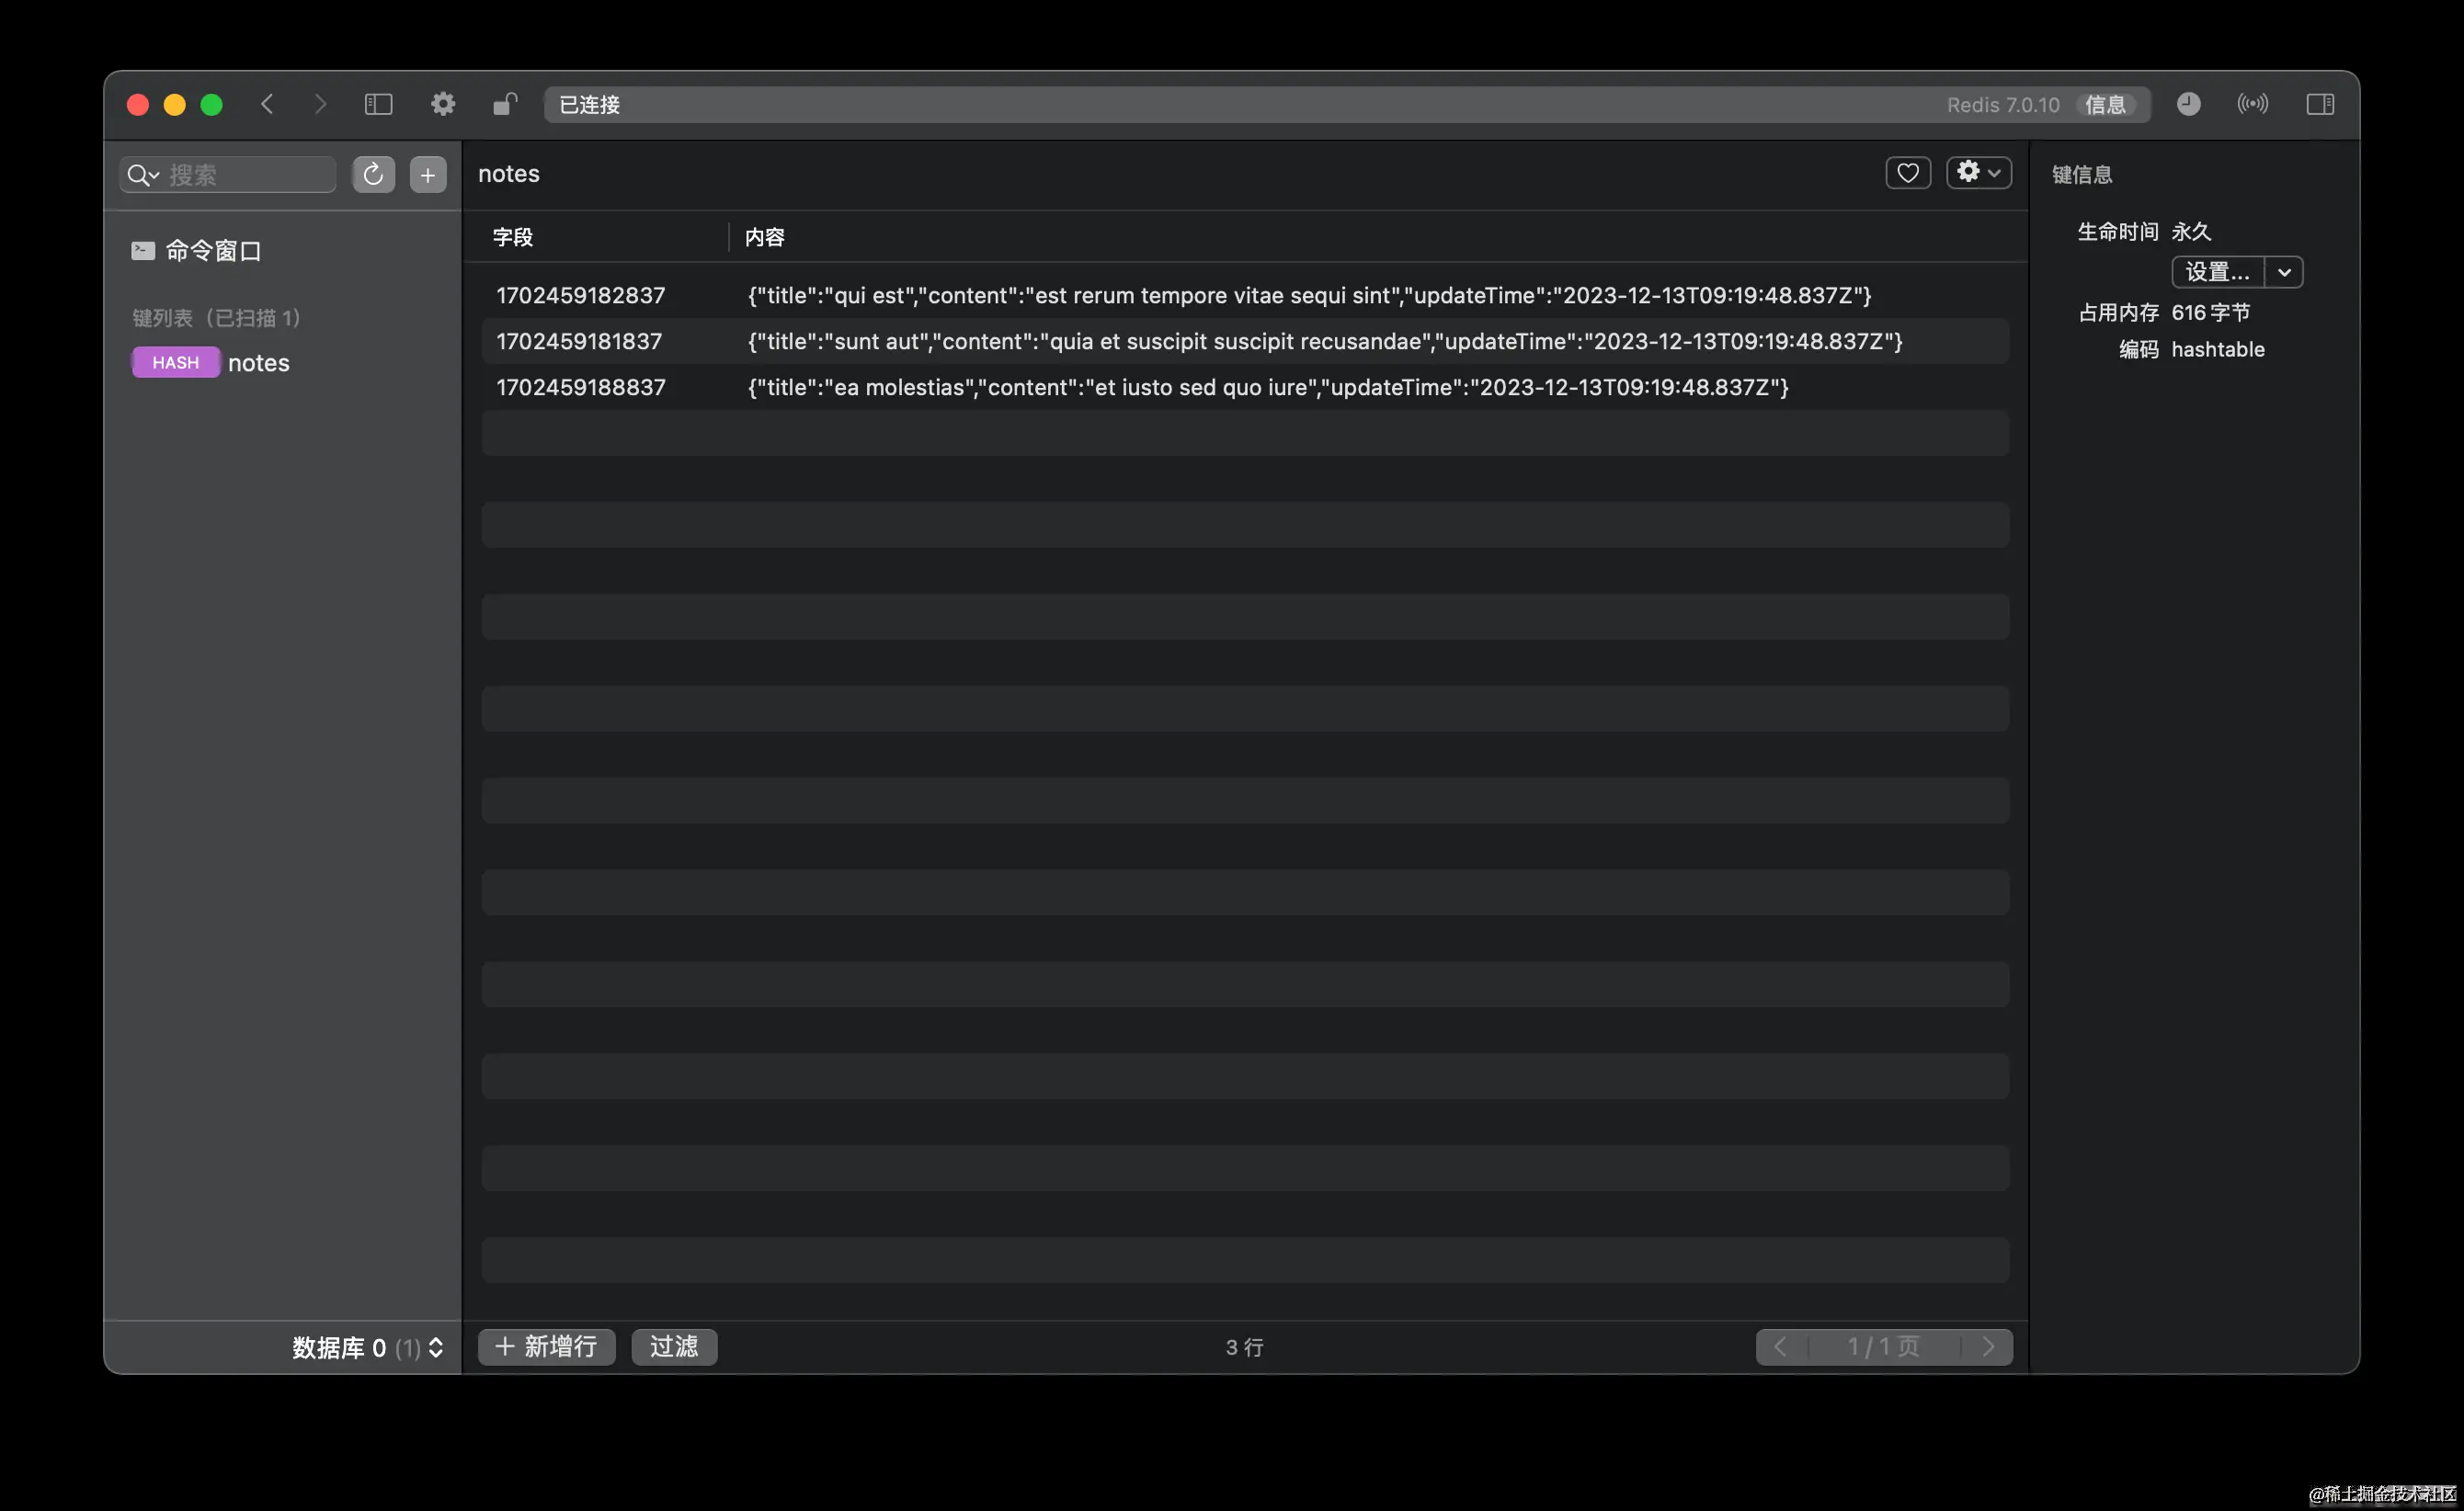 已连接 Redis 7.0.10 信息
搜索
命令窗口
键列表（已扫描 1）
HASH notes
数据库 0 (1)
notes
字段 内容
1702459182837 {"title":"qui est","content":"est rerum tempore vitae sequi sint","updateTime":"2023-12-13T09:19:48.837Z"}
1702459181837 {"title":"sunt aut","content":"quia et suscipit suscipit recusandae","updateTime":"2023-12-13T09:19:48.837Z"}
1702459188837 {"title":"ea molestias","content":"et iusto sed quo iure","updateTime":"2023-12-13T09:19:48.837Z"}
新增行 过滤 3 行 1 / 1 页
键信息
生命时间 永久
设置...
占用内存 616 字节
编码 hashtable
@稀土掘金技术社区